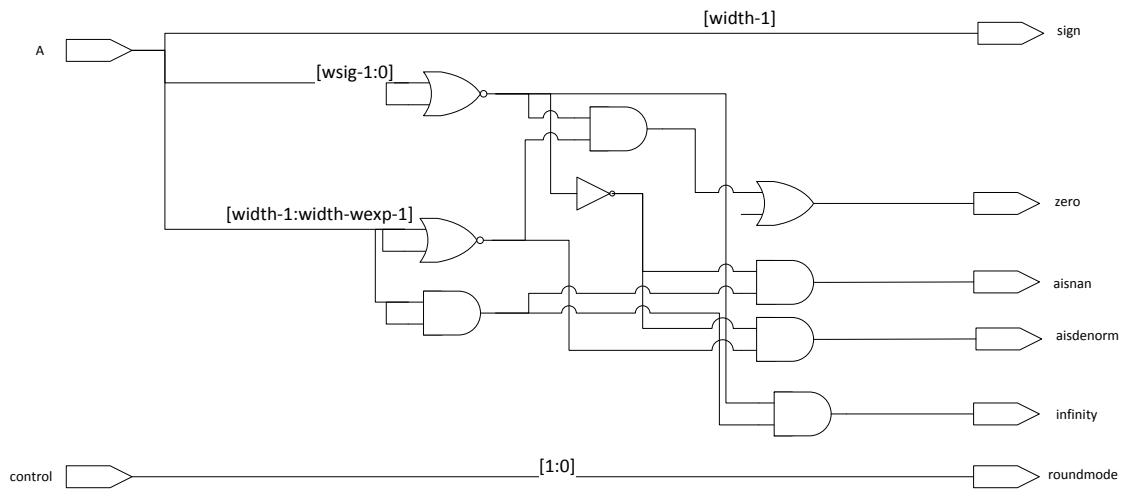 [width-1]
sign
A
[wsig-1:0]
zero
[width-1:width-wexp-1]
aisnan
aisdenorm
infinity
[1:0]
control
roundmode